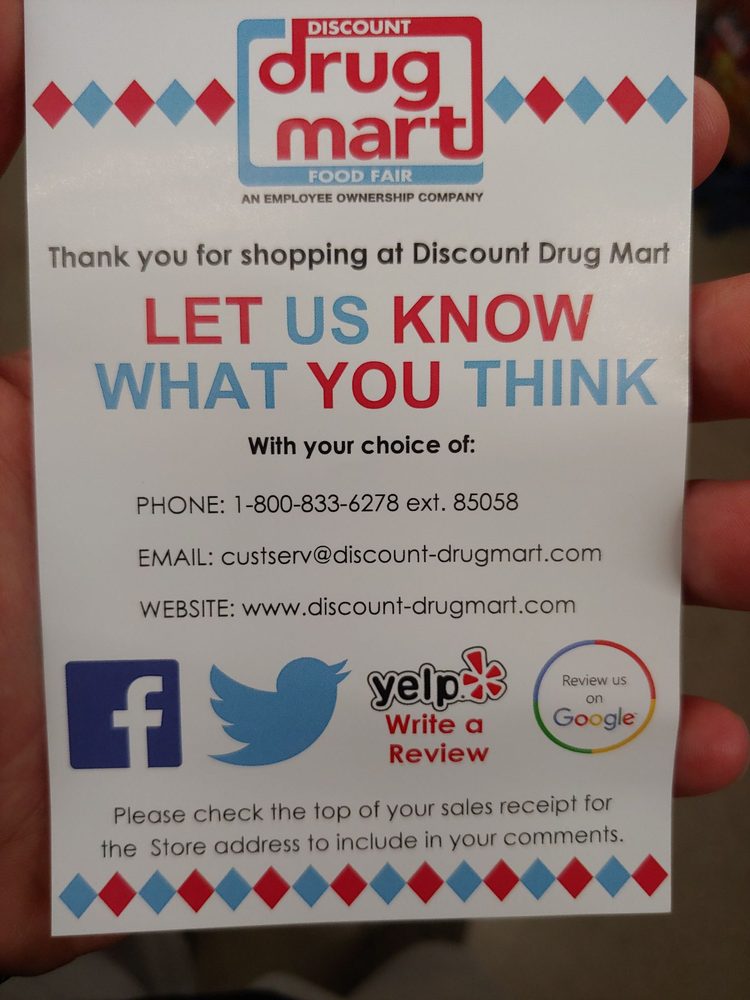 DISCOUNT
drug
mart
FOOD FAIR
AN EMPLOYEE OWNERSHIP COMPANY
Thank you for shopping at Discount Drug Mart
LET US KNOW
WHAT YOU THINK
With your choice of:
PHONE: 1-800-833-6278 ext. 85058
EMAIL: custserv@discount-drugmart.com
WEBSITE: www.discount-drugmart.com
f
yelp
Write a
Review
Review us
on
Google
Please check the top of your sales receipt for
the Store address to include in your comments.